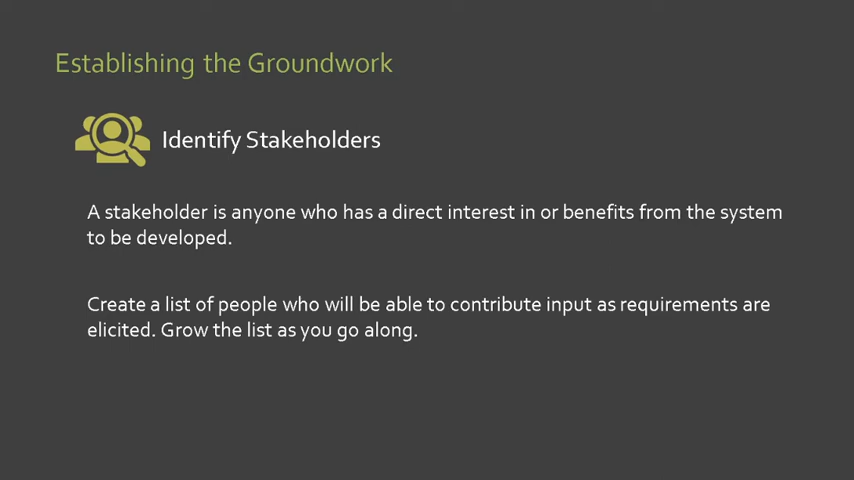 Establishing the Groundwork
Identify Stakeholders
A stakeholder is anyone who has a direct interest in or benefits from the system
to be developed.
Create a list of people who will be able to contribute input as requirements are
elicited. Grow the list as you go along.